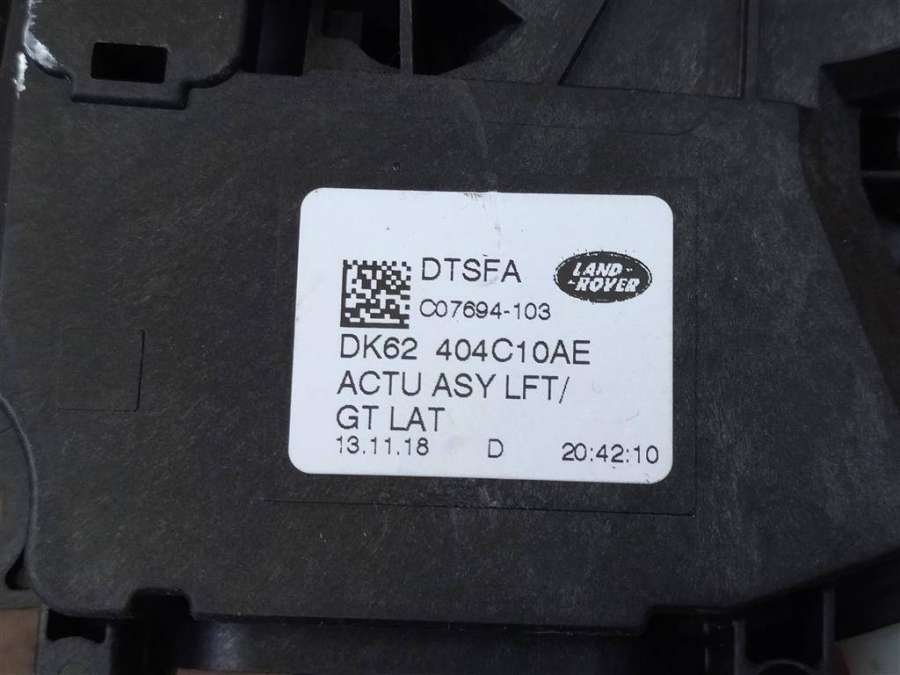 DTSFA
LAND-
-ROVER
C07694-103
DK62 404C10AE
ACTU ASY LFT/
GT LAT
13.11.18 D 20:42:10